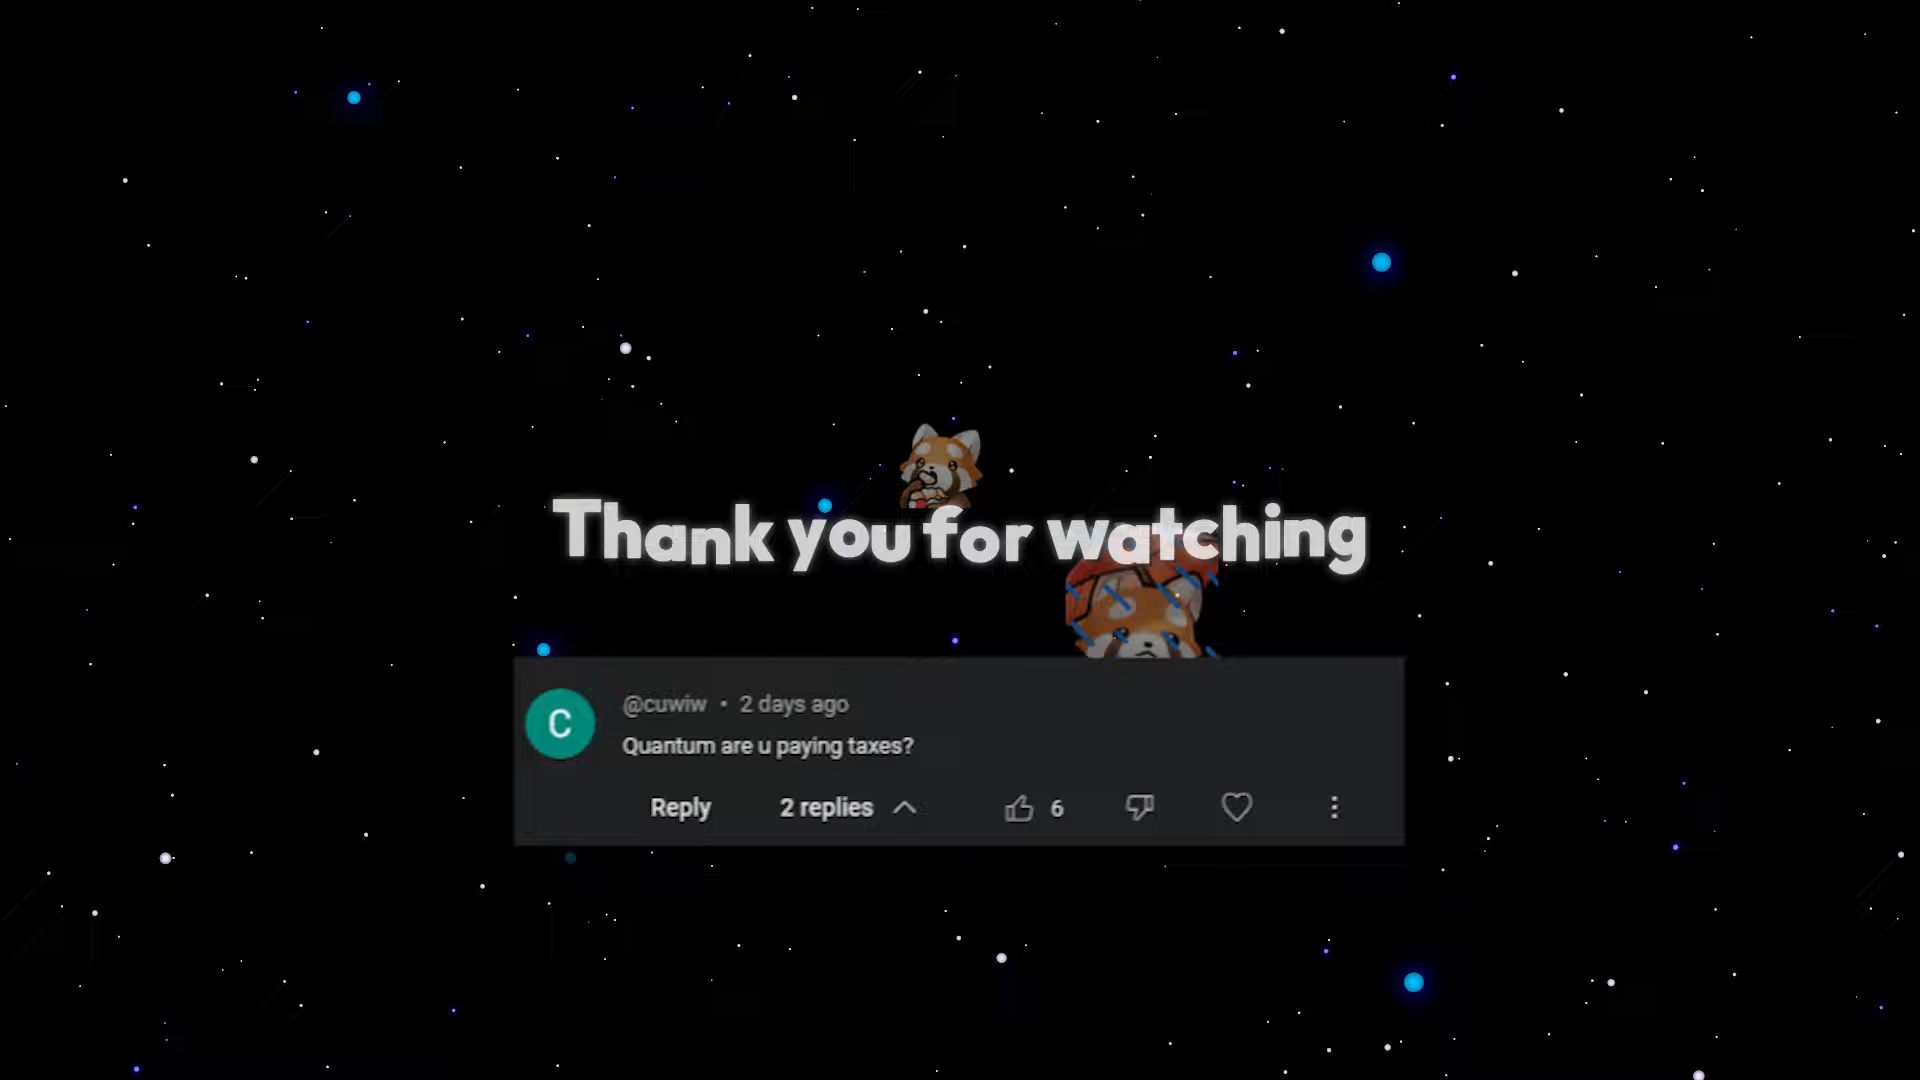 Thank you for watching
C
@cuwiw • 2 days ago
Quantum are u paying taxes?
Reply 2 replies 6